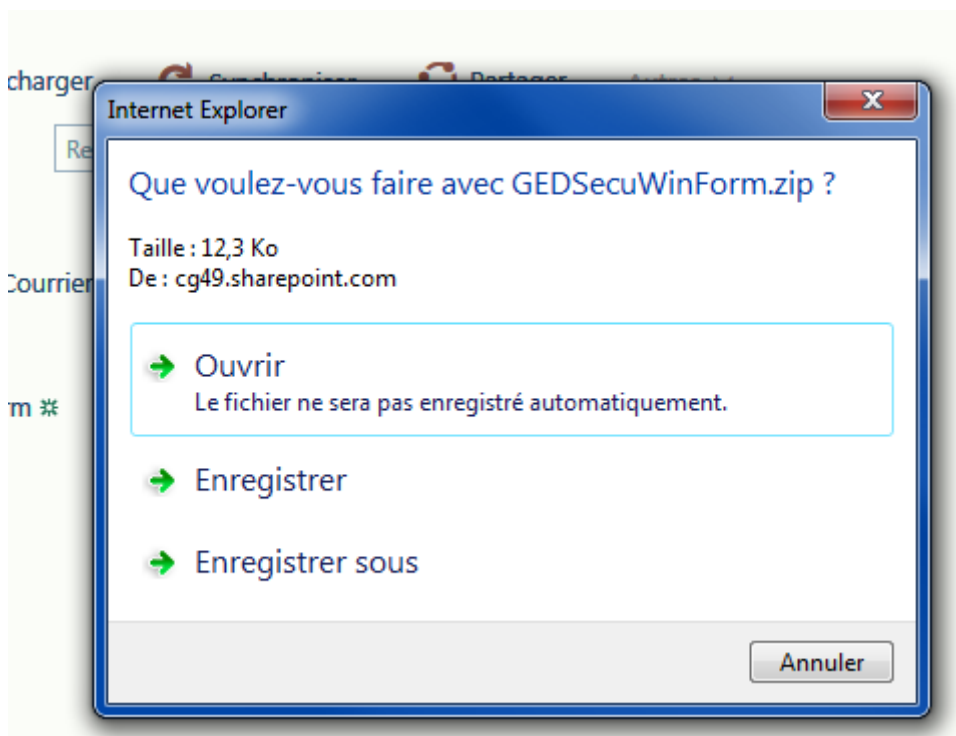 charger
Internet Explorer
Re
Que voulez-vous faire avec GEDSecuWinForm.zip ?
Taille : 12,3 Ko
De : cg49.sharepoint.com
Courrier
Ouvrir
Le fichier ne sera pas enregistré automatiquement.
rm
Enregistrer
Enregistrer sous
Annuler